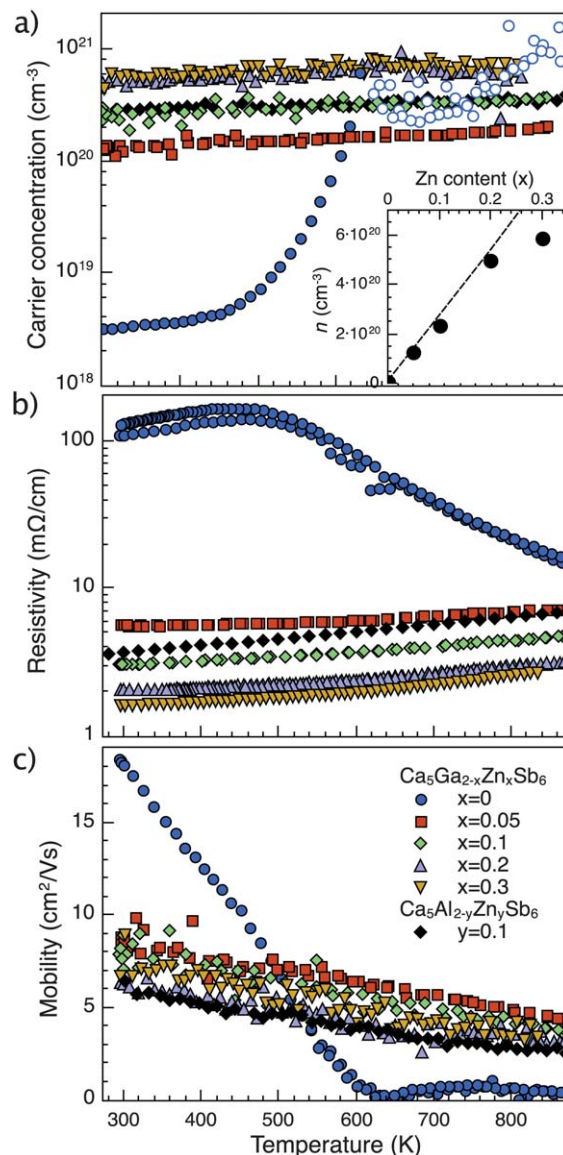 a)
Carrier concentration (cm⁻³)
10²¹
10²⁰
10¹⁹
10¹⁸
Zn content (x)
0 0.1 0.2 0.3
n (cm⁻³)
6·10²⁰
4·10²⁰
2·10²⁰
0
b)
Resistivity (mΩ/cm)
100
10
1
c)
Mobility (cm²/Vs)
15
10
5
0
Ca₅Ga₂₋ₓZnₓSb₆
x=0
x=0.05
x=0.1
x=0.2
x=0.3
Ca₅Al₂₋yZnySb₆
y=0.1
300 400 500 600 700 800
Temperature (K)